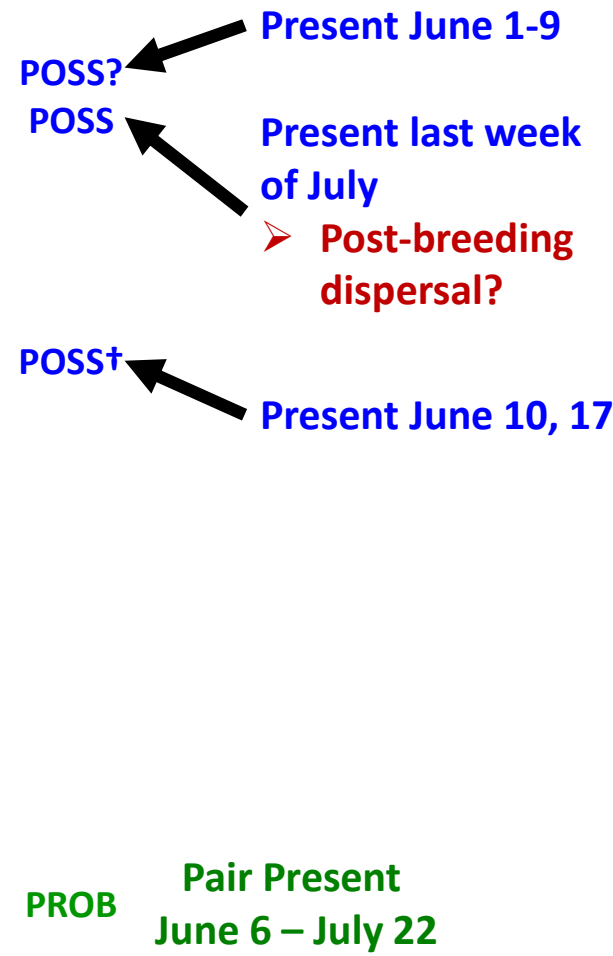 Present June 1-9
POSS?
POSS
Present last week
of July
➢ Post-breeding
dispersal?
POSS†
Present June 10, 17
Pair Present
PROB
June 6 – July 22